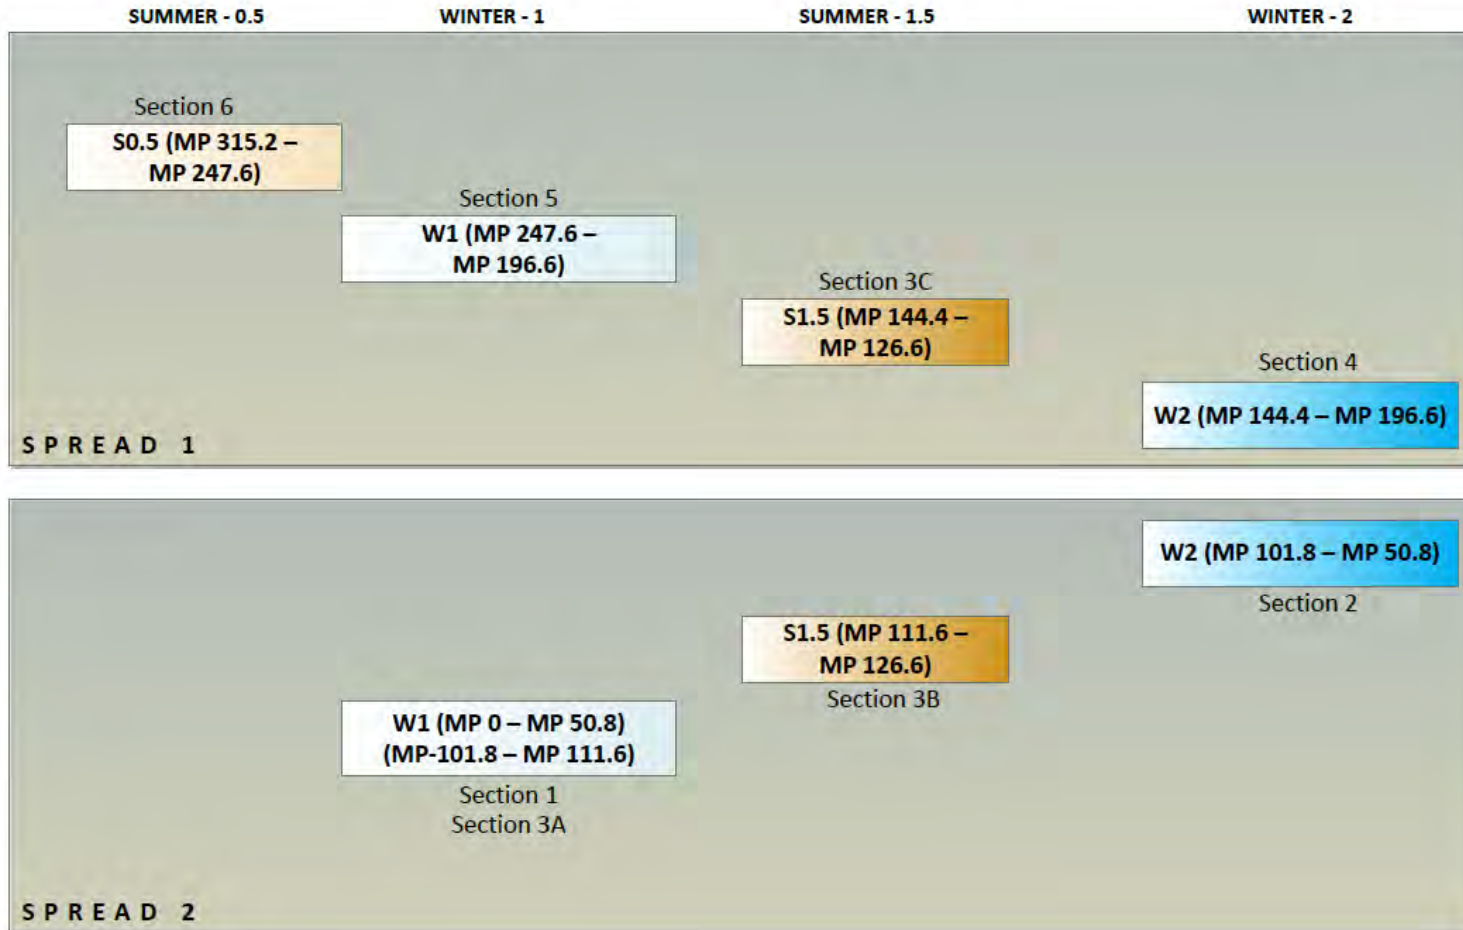 SUMMER - 0.5
WINTER - 1
SUMMER - 1.5
WINTER - 2
Section 6
S0.5 (MP 315.2 –
MP 247.6)
Section 5
W1 (MP 247.6 –
MP 196.6)
Section 3C
S1.5 (MP 144.4 –
MP 126.6)
Section 4
W2 (MP 144.4 – MP 196.6)
SPREAD 1
W2 (MP 101.8 – MP 50.8)
Section 2
S1.5 (MP 111.6 –
MP 126.6)
Section 3B
W1 (MP 0 – MP 50.8)
(MP-101.8 – MP 111.6)
Section 1
Section 3A
SPREAD 2